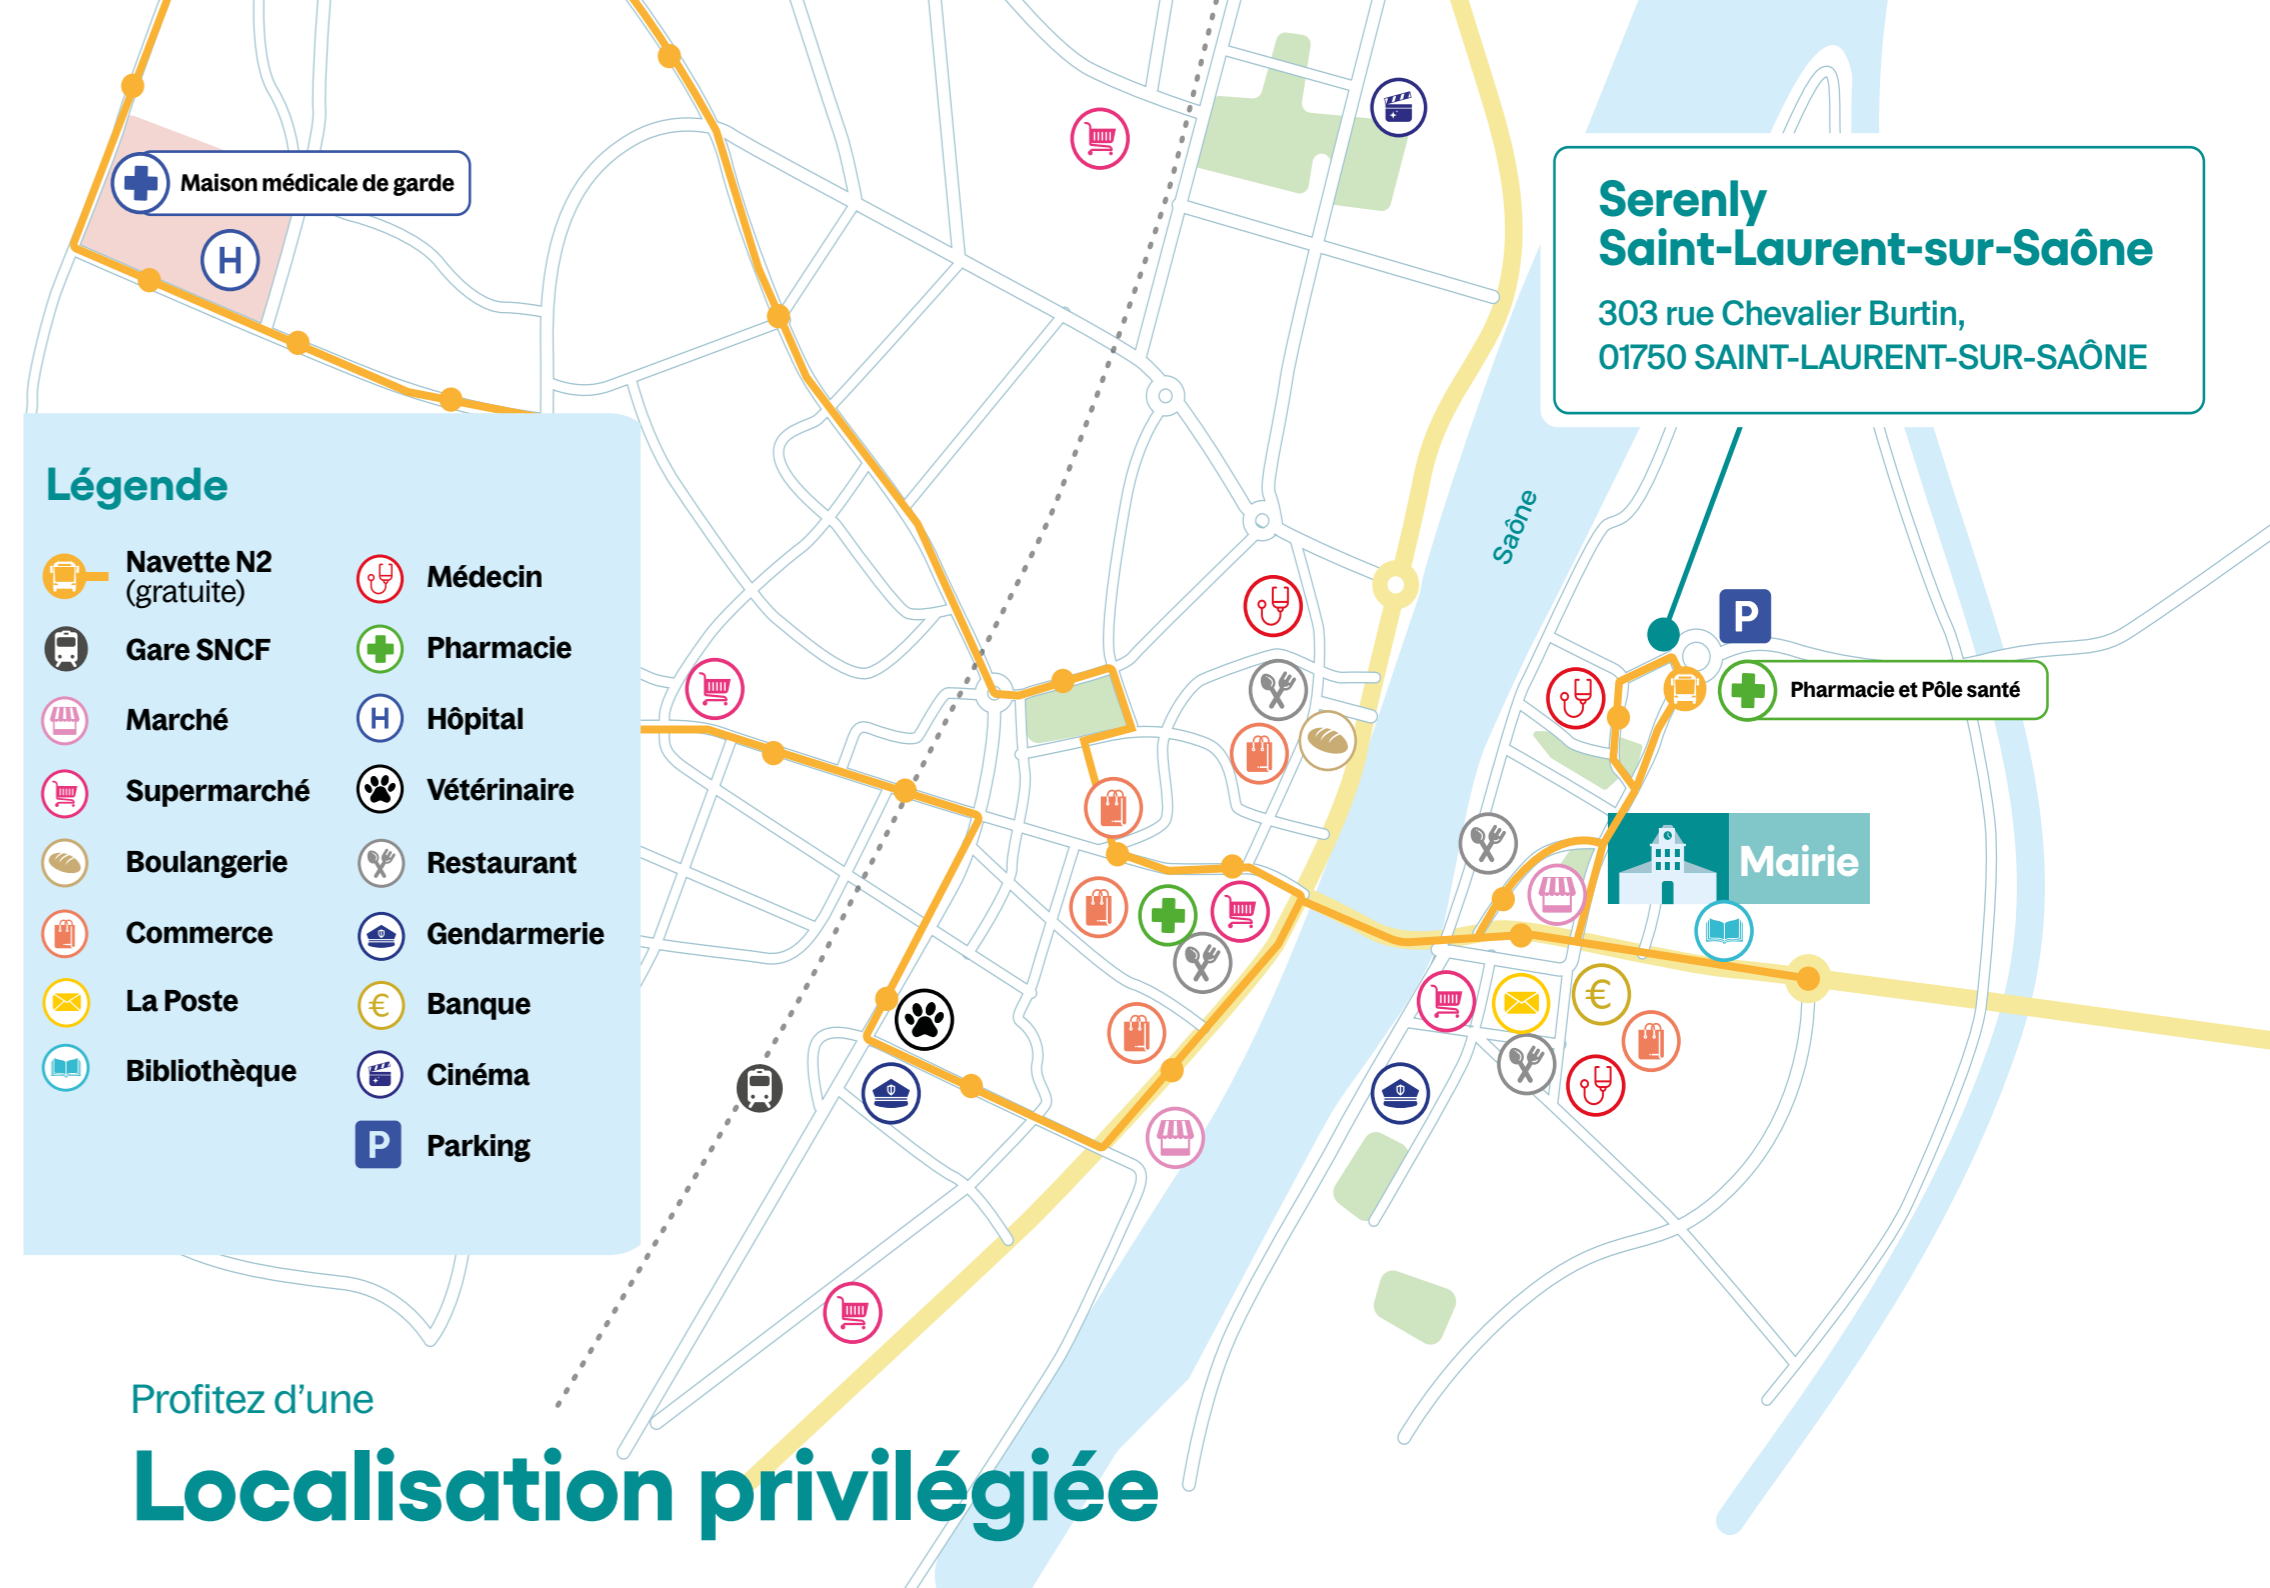 Maison médicale de garde
H
Serenly
Saint-Laurent-sur-Saône
303 rue Chevalier Burtin,
01750 SAINT-LAURENT-SUR-SAÔNE
Légende
Navette N2
(gratuite)
Gare SNCF
Marché
Supermarché
Boulangerie
Commerce
La Poste
Bibliothèque
Médecin
Pharmacie
H Hôpital
Vétérinaire
Restaurant
Gendarmerie
€ Banque
Cinéma
P Parking
Saône
P
Pharmacie et Pôle santé
Mairie
€
Profitez d’une
Localisation privilégiée